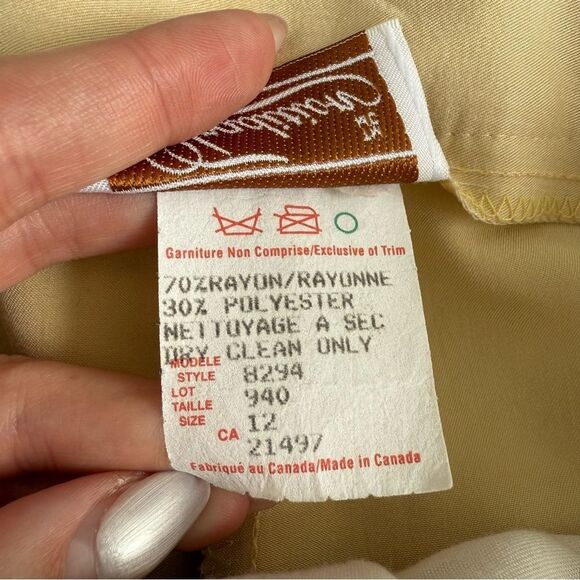 Garniture Non Comprise/Exclusive of Trim
70%RAYON/RAYONNE
30% POLYESTER
NETTOYAGE A SEC
DRY CLEAN ONLY
MODÈLE
STYLE 8294
LOT 940
TAILLE
SIZE 12
CA 21497
Fabriqué au Canada/Made in Canada